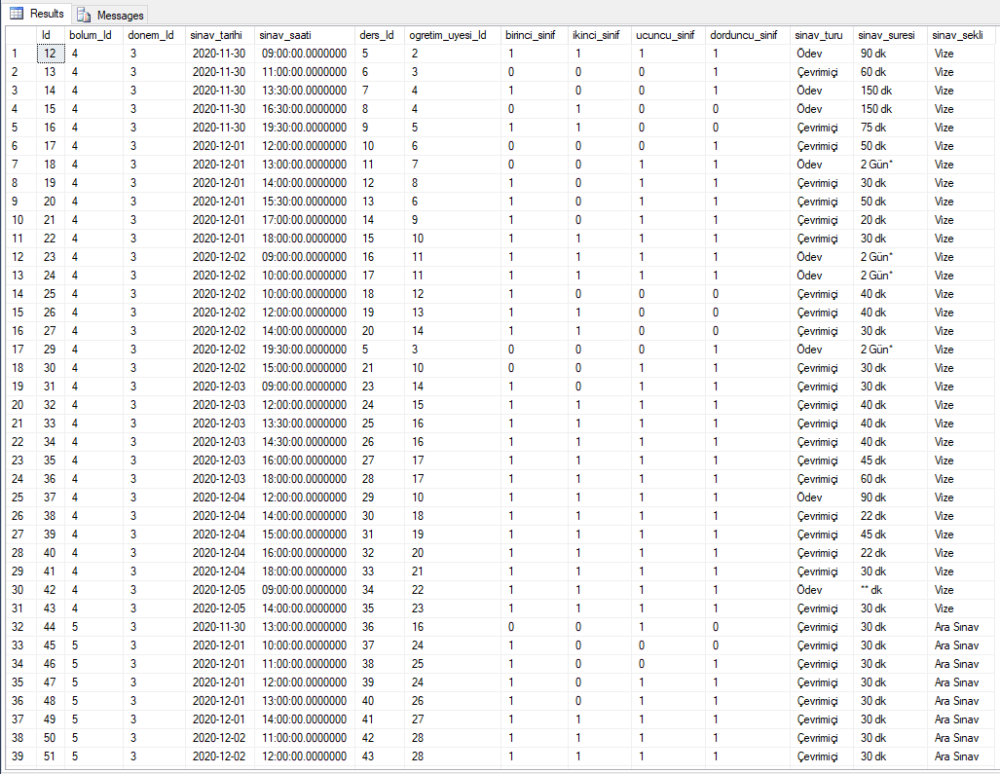 Results Messages
Id bolum_Id donem_Id sinav_tarihi sinav_saati ders_Id ogretim_uyesi_Id birinci_sinif ikinci_sinif ucuncu_sinif dorduncu_sinif sinav_turu sinav_suresi sinav_sekli
1 12 4 3 2020-11-30 09:00:00.0000000 5 2 1 1 1 1 Ödev 90 dk Vize
2 13 4 3 2020-11-30 11:00:00.0000000 6 3 0 0 0 1 Çevrimiçi 60 dk Vize
3 14 4 3 2020-11-30 13:30:00.0000000 7 4 1 0 0 1 Ödev 150 dk Vize
4 15 4 3 2020-11-30 16:30:00.0000000 8 4 0 1 0 0 Ödev 150 dk Vize
5 16 4 3 2020-11-30 19:30:00.0000000 9 5 1 1 0 0 Çevrimiçi 75 dk Vize
6 17 4 3 2020-12-01 12:00:00.0000000 10 6 0 0 0 1 Çevrimiçi 50 dk Vize
7 18 4 3 2020-12-01 13:00:00.0000000 11 7 0 0 1 1 Ödev 2 Gün* Vize
8 19 4 3 2020-12-01 14:00:00.0000000 12 8 1 0 1 1 Çevrimiçi 30 dk Vize
9 20 4 3 2020-12-01 15:30:00.0000000 13 6 1 0 1 1 Çevrimiçi 50 dk Vize
10 21 4 3 2020-12-01 17:00:00.0000000 14 9 1 0 1 1 Çevrimiçi 20 dk Vize
11 22 4 3 2020-12-01 18:00:00.0000000 15 10 1 1 1 1 Çevrimiçi 30 dk Vize
12 23 4 3 2020-12-02 09:00:00.0000000 16 11 1 1 1 1 Ödev 2 Gün* Vize
13 24 4 3 2020-12-02 10:00:00.0000000 17 11 1 1 1 1 Ödev 2 Gün* Vize
14 25 4 3 2020-12-02 10:00:00.0000000 18 12 1 0 0 0 Çevrimiçi 40 dk Vize
15 26 4 3 2020-12-02 12:00:00.0000000 19 13 1 1 0 0 Çevrimiçi 40 dk Vize
16 27 4 3 2020-12-02 14:00:00.0000000 20 14 1 1 0 0 Çevrimiçi 30 dk Vize
17 29 4 3 2020-12-02 19:30:00.0000000 5 3 0 0 0 1 Ödev 2 Gün* Vize
18 30 4 3 2020-12-02 15:00:00.0000000 21 10 0 0 1 1 Çevrimiçi 30 dk Vize
19 31 4 3 2020-12-03 09:00:00.0000000 23 14 1 0 1 1 Çevrimiçi 30 dk Vize
20 32 4 3 2020-12-03 12:00:00.0000000 24 15 1 1 1 1 Çevrimiçi 40 dk Vize
21 33 4 3 2020-12-03 13:30:00.0000000 25 16 1 1 1 1 Çevrimiçi 40 dk Vize
22 34 4 3 2020-12-03 14:30:00.0000000 26 16 1 1 1 1 Çevrimiçi 40 dk Vize
23 35 4 3 2020-12-03 16:00:00.0000000 27 17 1 1 1 1 Çevrimiçi 45 dk Vize
24 36 4 3 2020-12-03 18:00:00.0000000 28 17 1 1 1 1 Çevrimiçi 60 dk Vize
25 37 4 3 2020-12-04 12:00:00.0000000 29 10 1 1 1 1 Ödev 90 dk Vize
26 38 4 3 2020-12-04 14:00:00.0000000 30 18 1 1 1 1 Çevrimiçi 22 dk Vize
27 39 4 3 2020-12-04 15:00:00.0000000 31 19 1 1 1 1 Çevrimiçi 45 dk Vize
28 40 4 3 2020-12-04 16:00:00.0000000 32 20 1 1 1 1 Çevrimiçi 22 dk Vize
29 41 4 3 2020-12-04 18:00:00.0000000 33 21 1 1 1 1 Çevrimiçi 30 dk Vize
30 42 4 3 2020-12-05 09:00:00.0000000 34 22 1 1 1 1 Ödev ** dk Vize
31 43 4 3 2020-12-05 14:00:00.0000000 35 23 1 1 1 1 Çevrimiçi 30 dk Vize
32 44 5 3 2020-11-30 13:00:00.0000000 36 16 0 0 1 0 Çevrimiçi 30 dk Ara Sınav
33 45 5 3 2020-12-01 10:00:00.0000000 37 24 1 0 0 0 Çevrimiçi 30 dk Ara Sınav
34 46 5 3 2020-12-01 11:00:00.0000000 38 25 1 0 0 1 Çevrimiçi 30 dk Ara Sınav
35 47 5 3 2020-12-01 12:00:00.0000000 39 24 1 0 1 1 Çevrimiçi 30 dk Ara Sınav
36 48 5 3 2020-12-01 13:00:00.0000000 40 26 1 0 1 1 Çevrimiçi 30 dk Ara Sınav
37 49 5 3 2020-12-01 14:00:00.0000000 41 27 1 1 1 1 Çevrimiçi 30 dk Ara Sınav
38 50 5 3 2020-12-02 11:00:00.0000000 42 28 1 1 1 1 Çevrimiçi 30 dk Ara Sınav
39 51 5 3 2020-12-02 12:00:00.0000000 43 28 1 1 1 1 Çevrimiçi 30 dk Ara Sınav